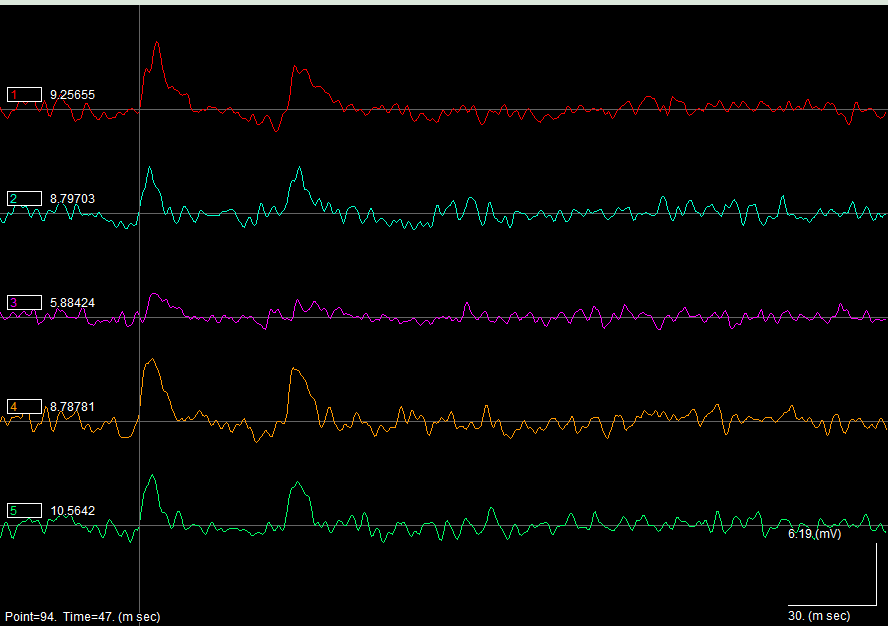 1 9.25655
2 8.79703
3 5.88424
4 8.78781
5 10.5642
6.19 (mV)
Point=94. Time=47. (m sec)
30. (m sec)